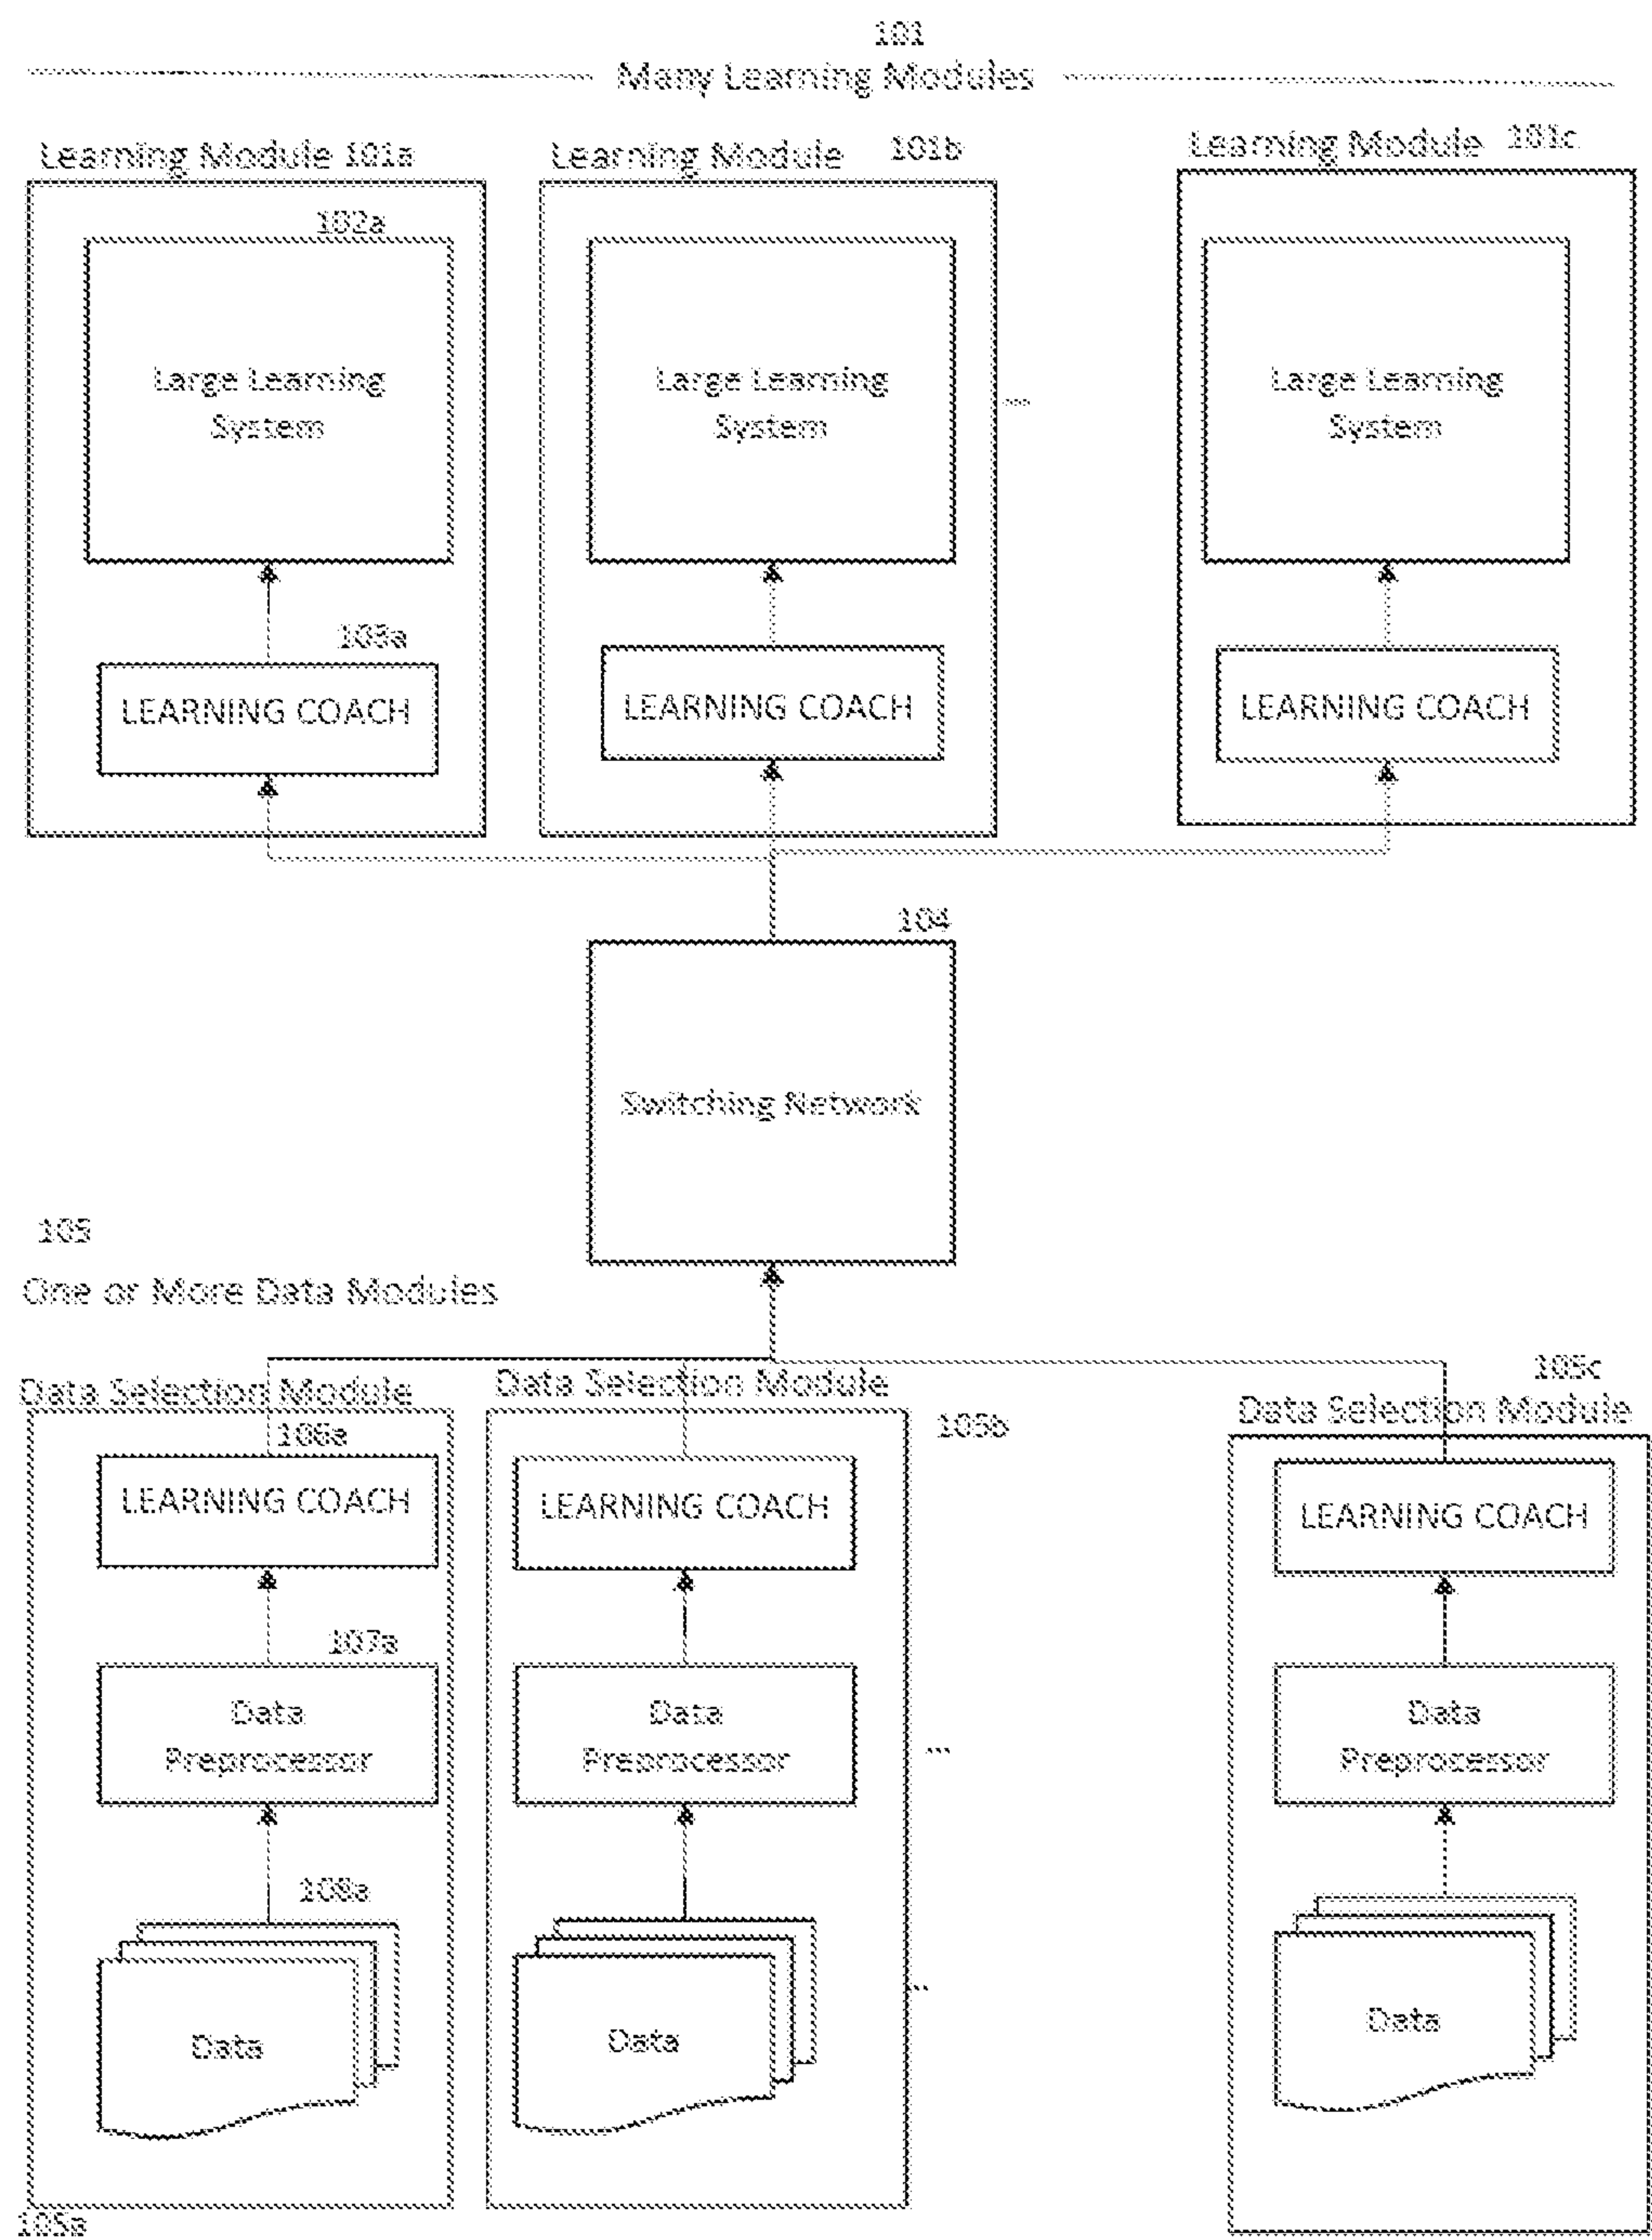 101
Many Learning Modules
Learning Module 101a
Learning Module 101b
Learning Module 101c
102a
Large Learning
System
Large Learning
System
...
Large Learning
System
103a
LEARNING COACH
LEARNING COACH
LEARNING COACH
104
Switching Network
105
One or More Data Modules
Data Selection Module
Data Selection Module
105b
105c
Data Selection Module
106a
LEARNING COACH
LEARNING COACH
LEARNING COACH
107a
Data
Preprocessor
Data
Preprocessor
...
Data
Preprocessor
108a
Data
Data
...
Data
105a